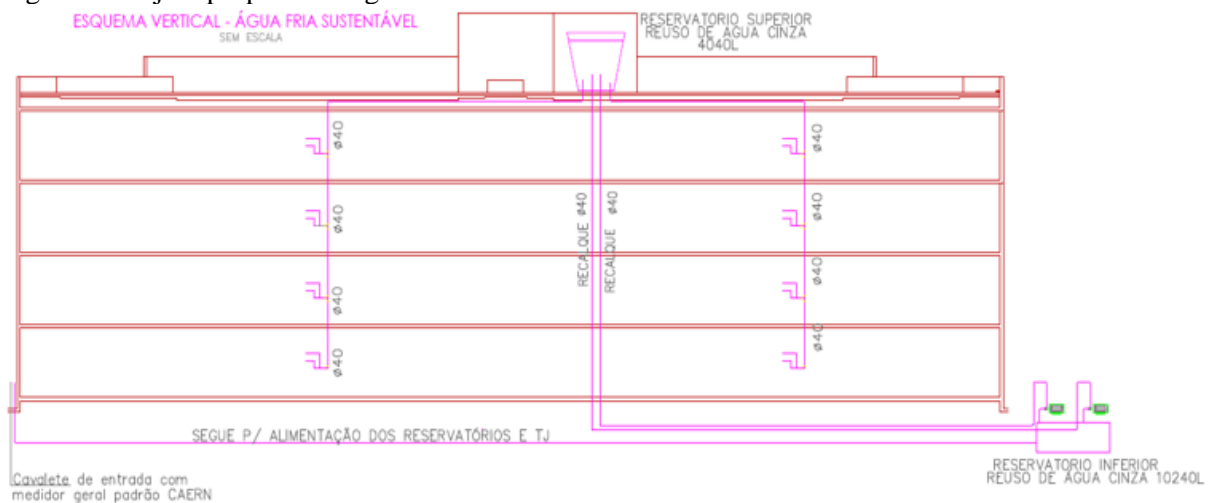 ESQUEMA VERTICAL - ÁGUA FRIA SUSTENTÁVEL
SEM ESCALA
RESERVATORIO SUPERIOR
REUSO DE AGUA CINZA
4040L
ø40
ø40
ø40
ø40
RECALQUE ø40
RECALQUE ø40
ø40
ø40
ø40
ø40
SEGUE P/ ALIMENTAÇÃO DOS RESERVATÓRIOS E TJ
RESERVATORIO INFERIOR
REUSO DE ÁGUA CINZA 10240L
Cavalete de entrada com
medidor geral padrão CAERN